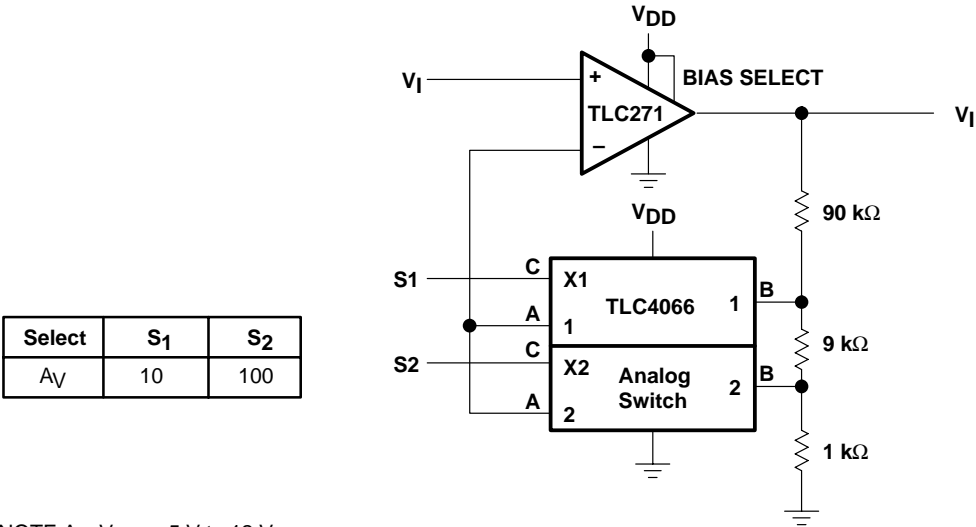 VDD
VI
+
BIAS SELECT
TLC271
VI
−
90 kΩ
VDD
S1
C
X1
TLC4066
1
B
A
1
9 kΩ
S2
C
X2
Analog
Switch
2
B
A
2
1 kΩ
Select S1 S2
AV 10 100